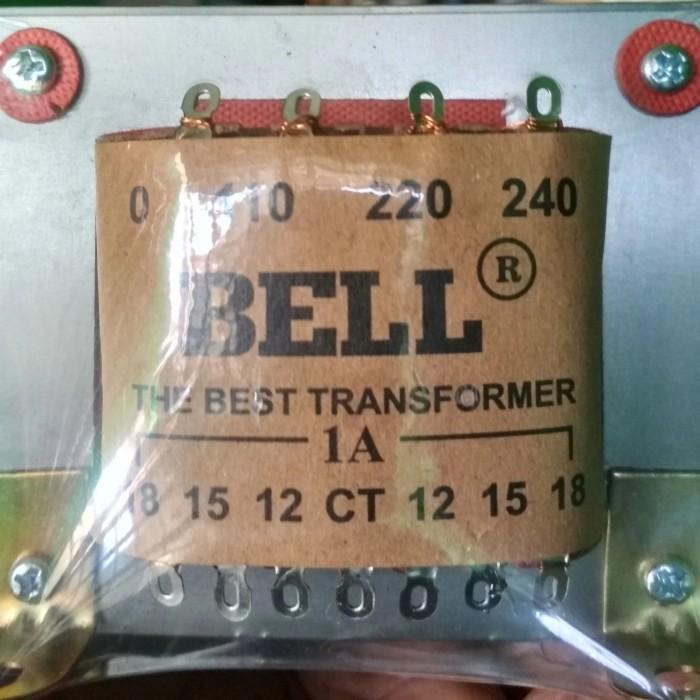 0 110 220 240
BELL ®
THE BEST TRANSFORMER
1A
18 15 12 CT 12 15 18